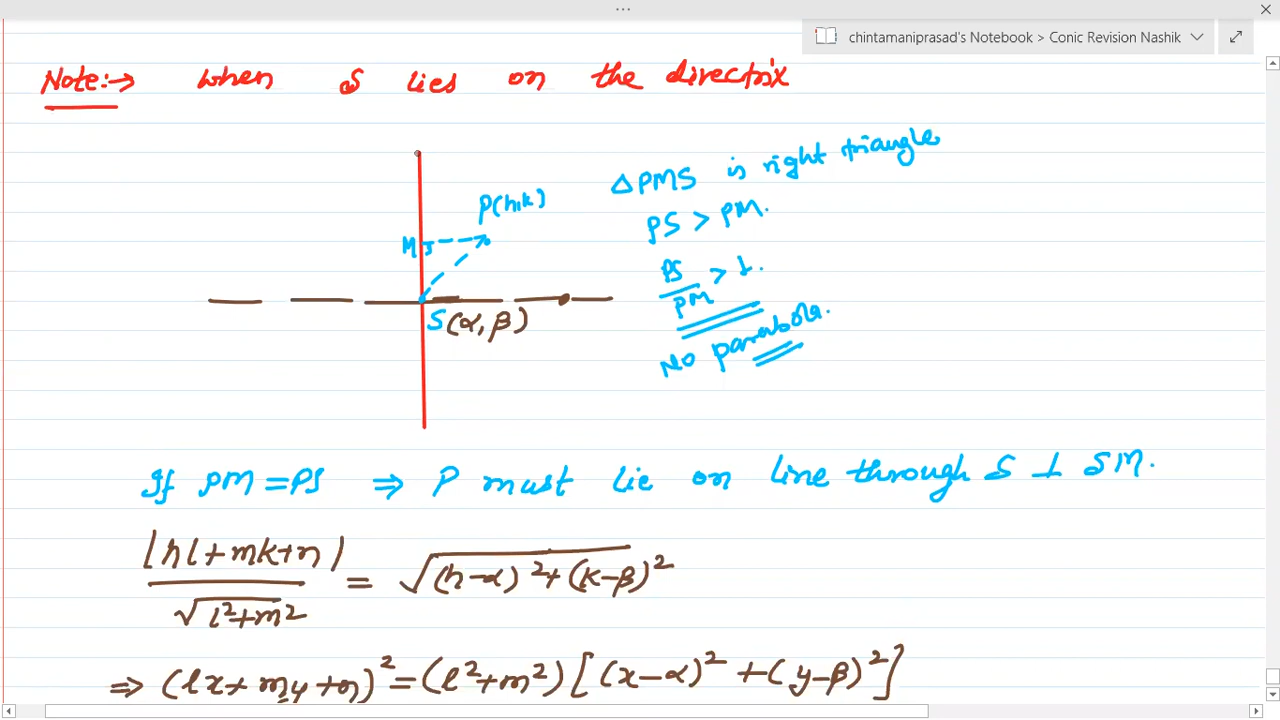 chintamaniprasad's Notebook > Conic Revision Nashik
Note:→ when S lies on the directrix
P(h,k)
M
S(α, β)
Δ PMS is right triangle
PS > PM.
PS/PM > 1.
No parabola.
If PM = PS ⇒ P must lie on line through S ⊥ SM.
|hl+mk+n|/√(l²+m²) = √((h-α)²+(k-β)²)
⇒ (lx+my+n)² = (l²+m²)[(x-α)² + (y-β)²]